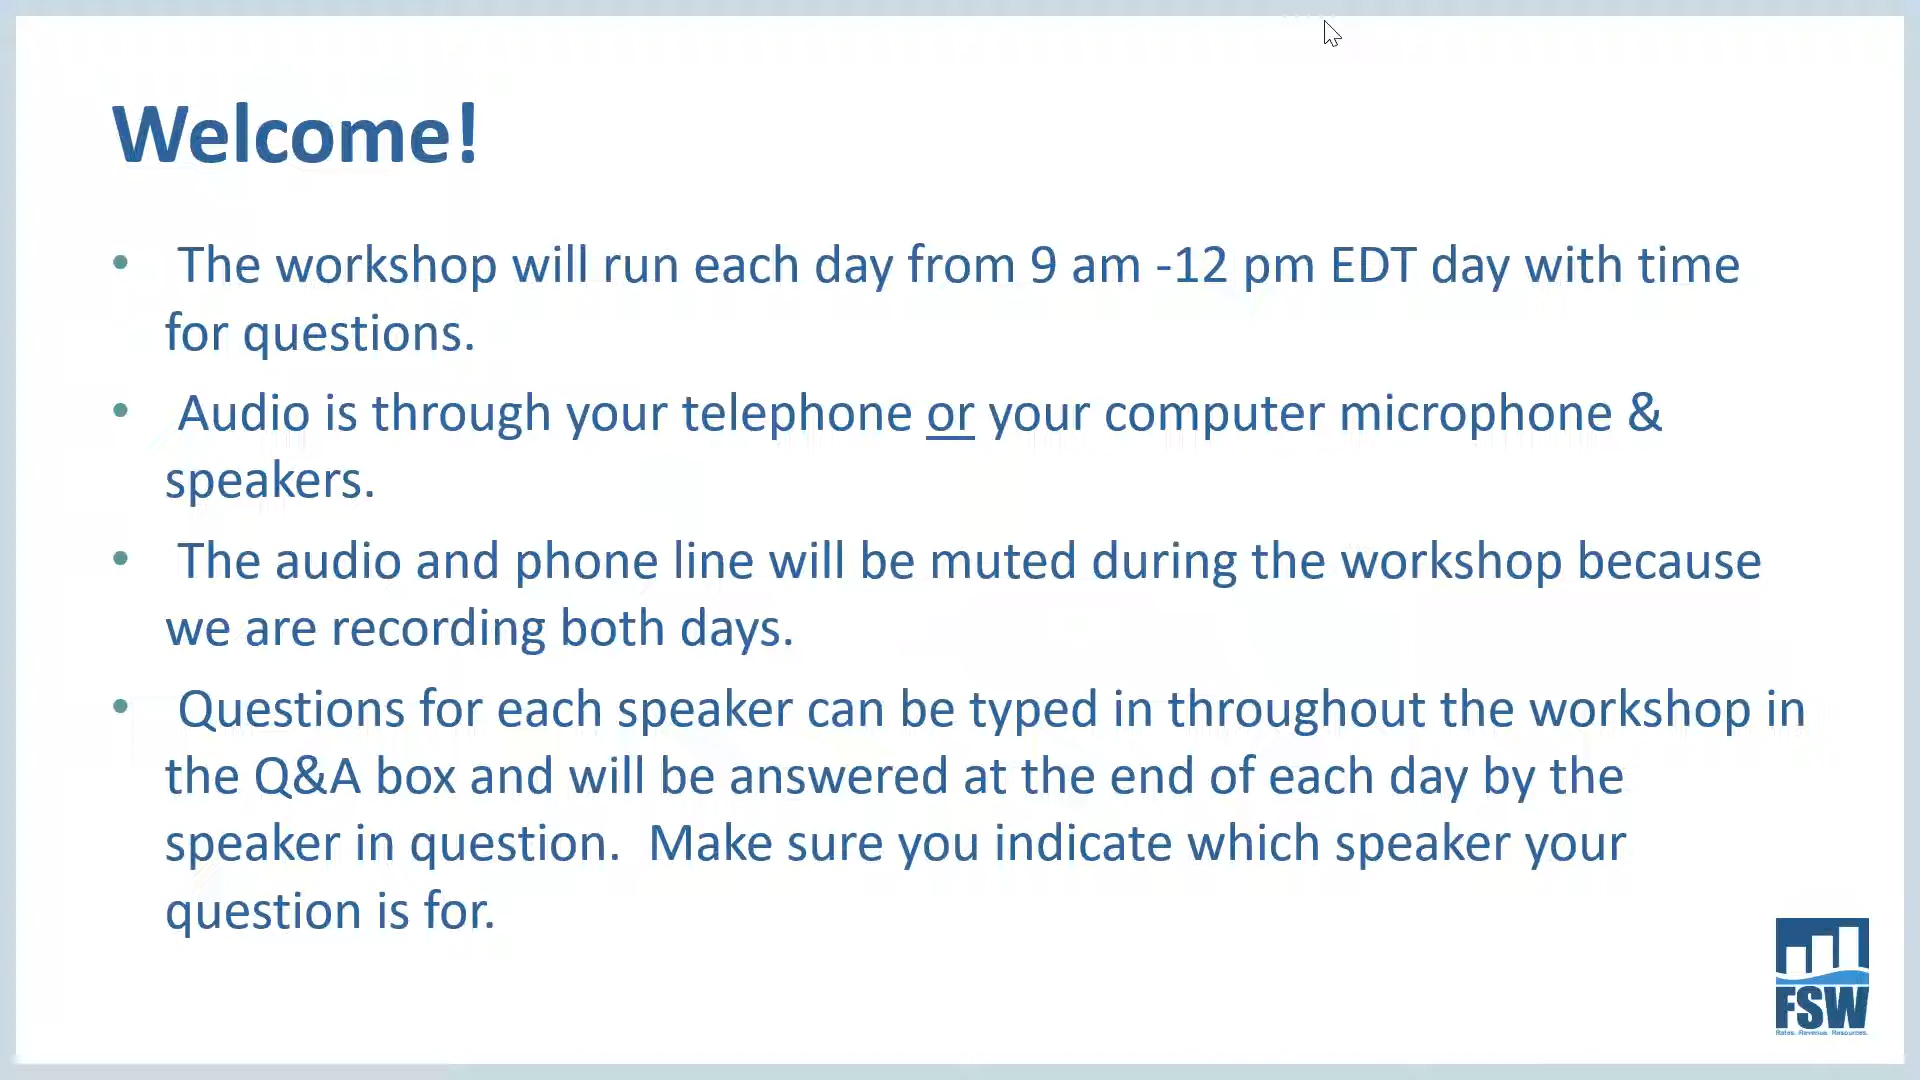 Welcome!
• The workshop will run each day from 9 am -12 pm EDT day with time
for questions.
• Audio is through your telephone or your computer microphone &
speakers.
• The audio and phone line will be muted during the workshop because
we are recording both days.
• Questions for each speaker can be typed in throughout the workshop in
the Q&A box and will be answered at the end of each day by the
speaker in question.  Make sure you indicate which speaker your
question is for.
FSW
Rates. Revenue. Resources.